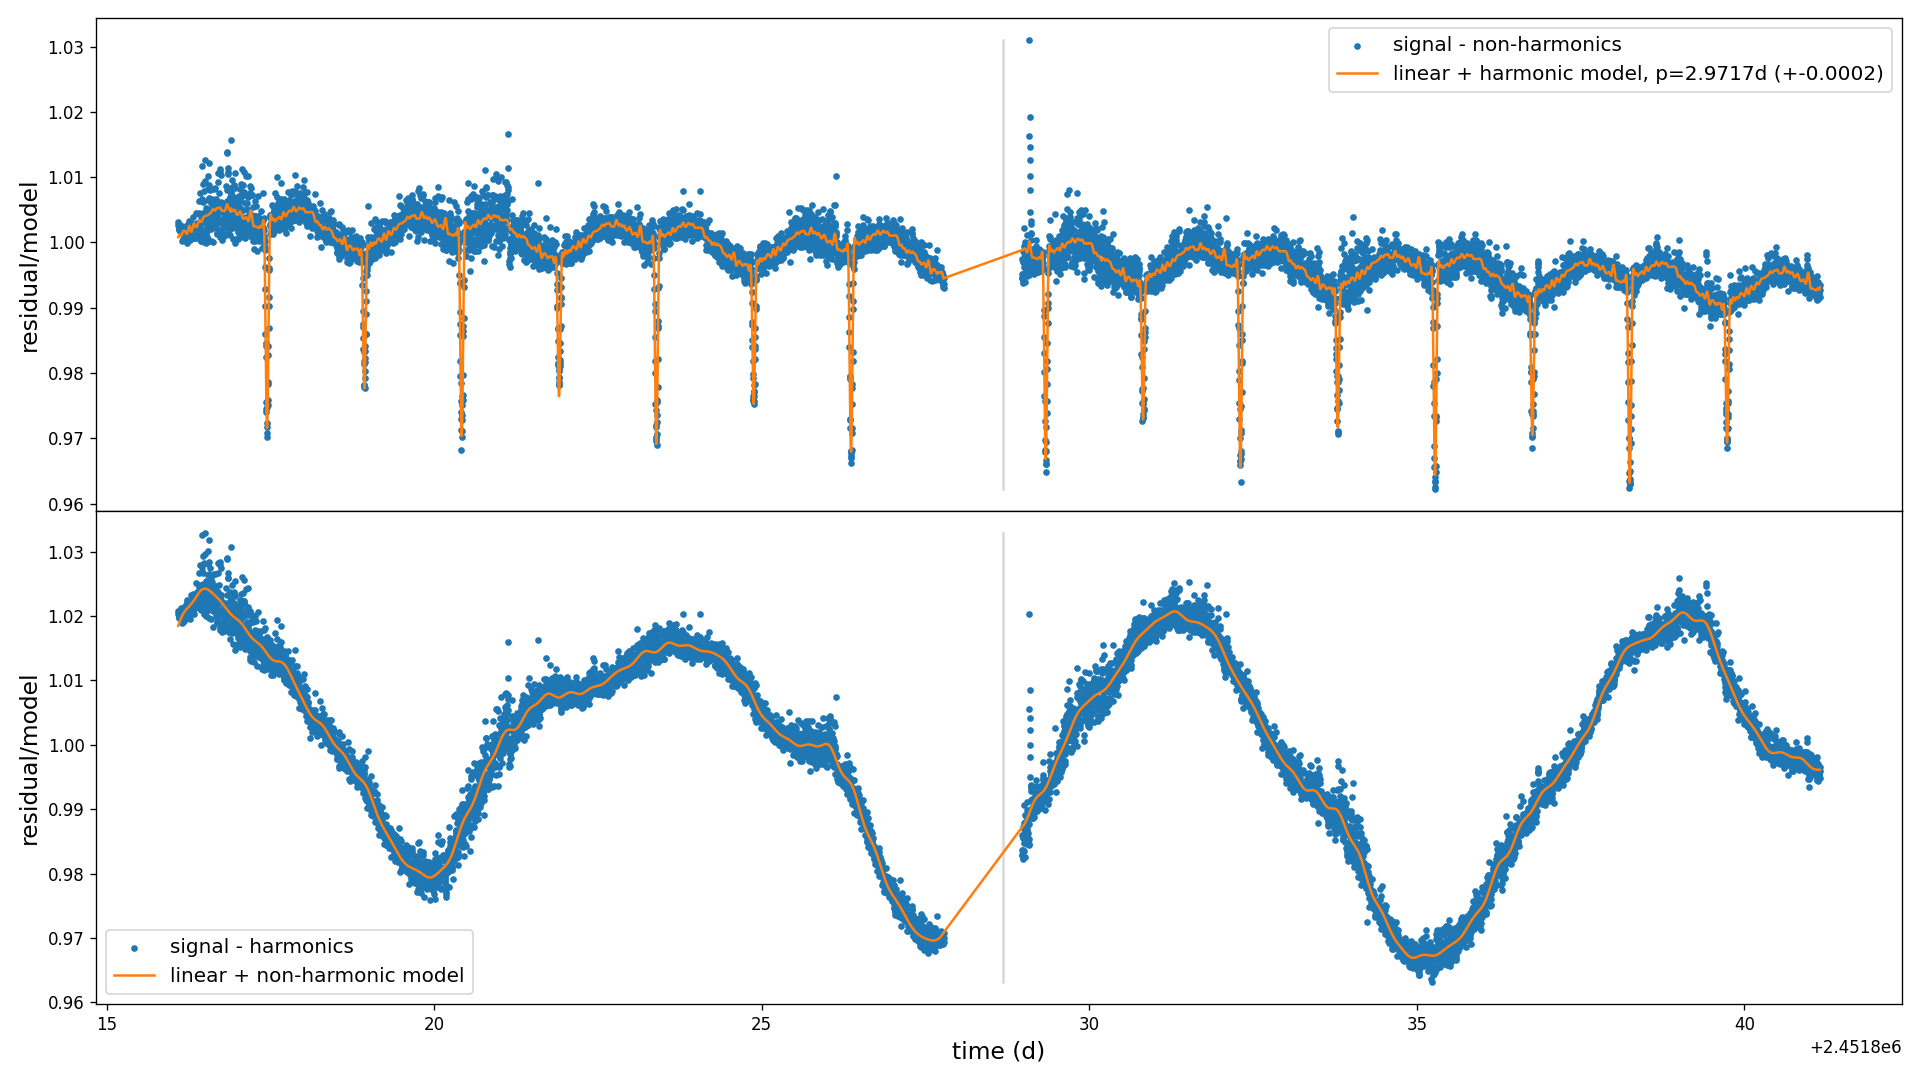 1.03
1.02
1.01
1.00
0.99
0.98
0.97
0.96
residual/model
signal - non-harmonics
linear + harmonic model, p=2.9717d (+-0.0002)
1.03
1.02
1.01
1.00
0.99
0.98
0.97
0.96
residual/model
signal - harmonics
linear + non-harmonic model
15 20 25 30 35 40
time (d)
+2.4518e6